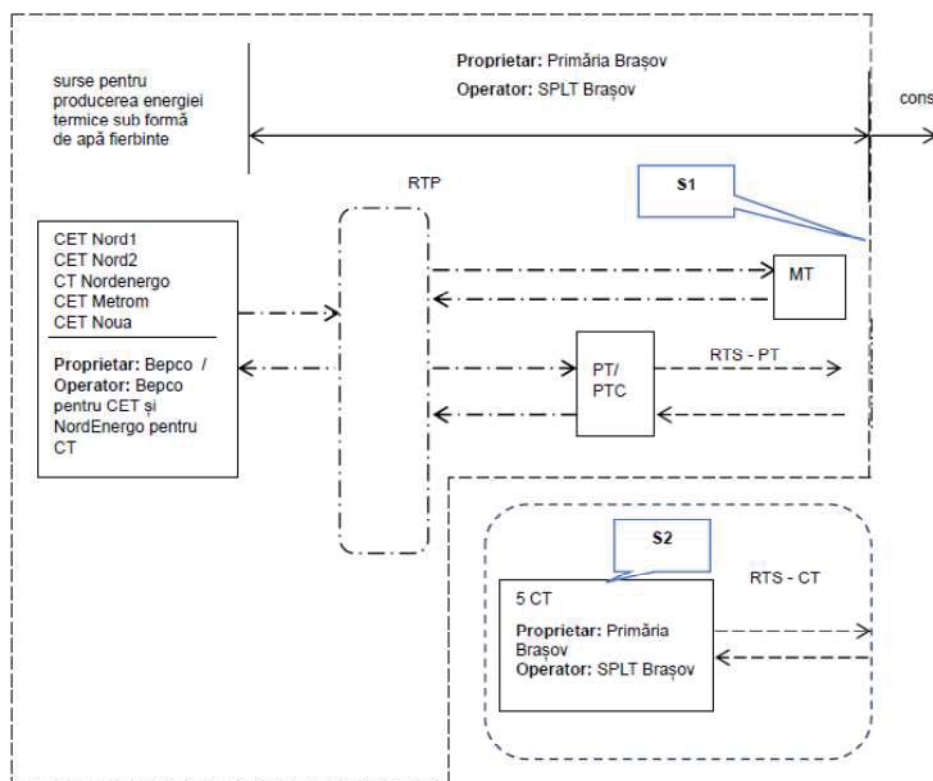 surse pentru
producerea energiei
termice sub formă
de apă fierbinte
Proprietar: Primăria Brașov
Operator: SPLT Brașov
cons
RTP
S1
CET Nord1
CET Nord2
CT Nordenergo
CET Metrom
CET Noua
Proprietar: Bepco /
Operator: Bepco
pentru CET și
NordEnergo pentru
CT
MT
PT/
PTC
RTS - PT
S2
RTS - CT
5 CT
Proprietar: Primăria
Brașov
Operator: SPLT Brașov